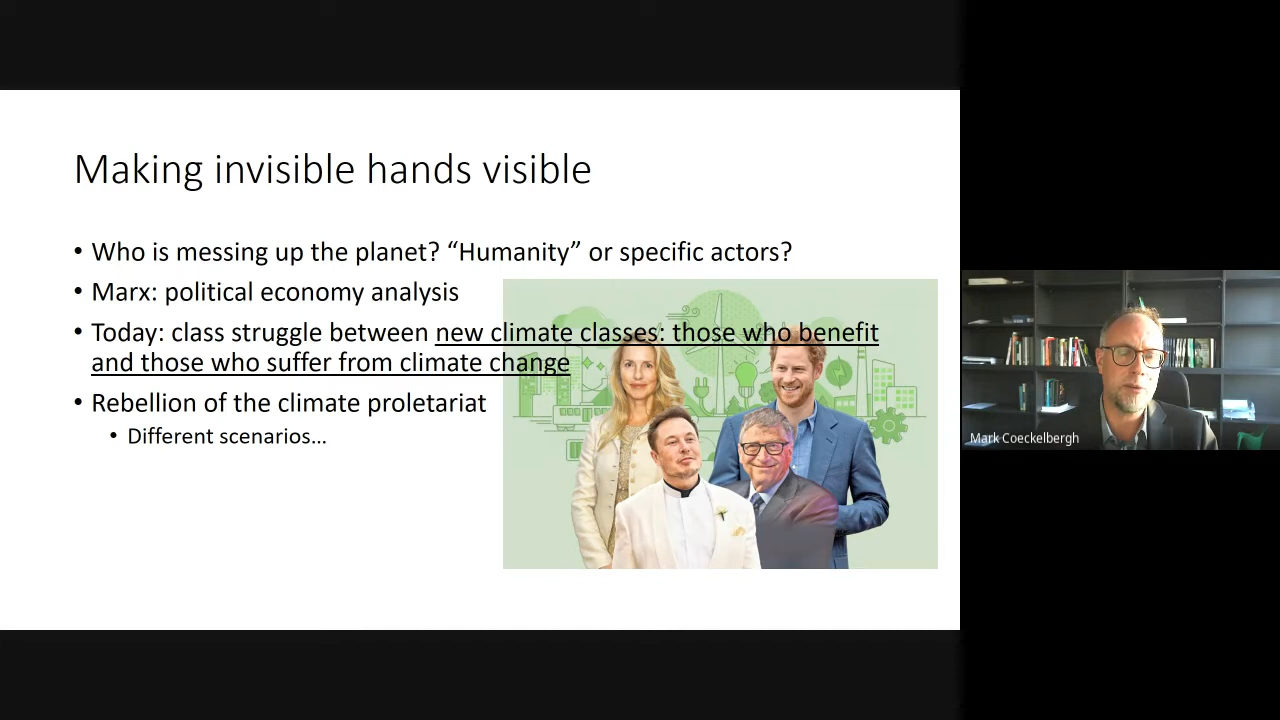 Making invisible hands visible
• Who is messing up the planet? “Humanity” or specific actors?
• Marx: political economy analysis
• Today: class struggle between new climate classes: those who benefit
and those who suffer from climate change
• Rebellion of the climate proletariat
• Different scenarios…
Mark Coeckelbergh